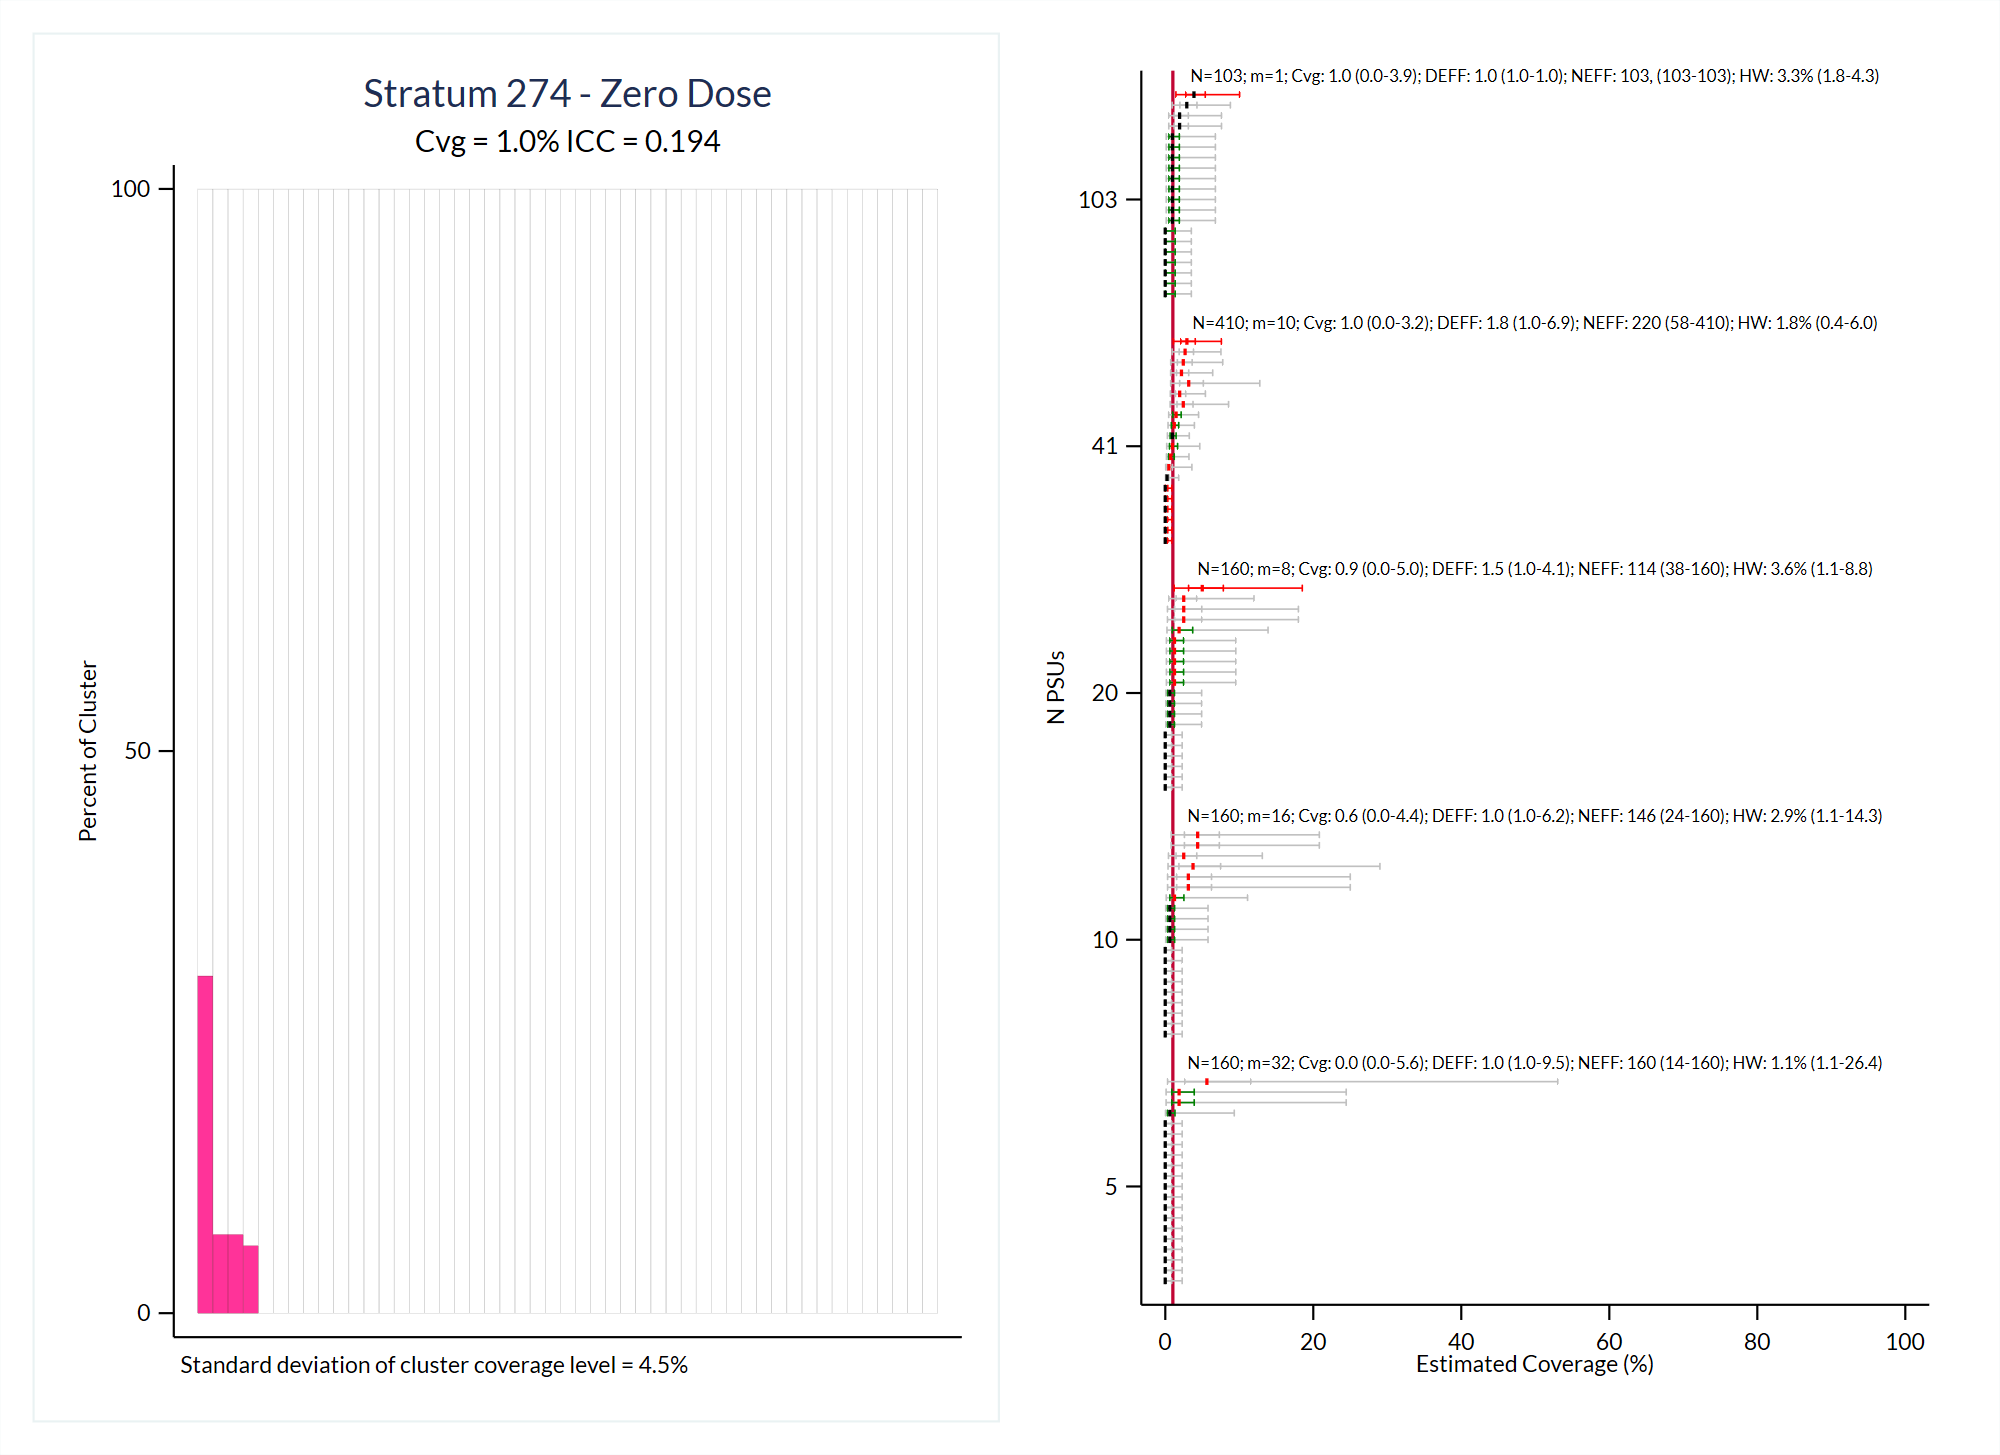 Stratum 274 - Zero Dose
Cvg = 1.0% ICC = 0.194
100
50
0
Percent of Cluster
Standard deviation of cluster coverage level = 4.5%
N=103; m=1; Cvg: 1.0 (0.0-3.9); DEFF: 1.0 (1.0-1.0); NEFF: 103, (103-103); HW: 3.3% (1.8-4.3)
103
N=410; m=10; Cvg: 1.0 (0.0-3.2); DEFF: 1.8 (1.0-6.9); NEFF: 220 (58-410); HW: 1.8% (0.4-6.0)
41
N=160; m=8; Cvg: 0.9 (0.0-5.0); DEFF: 1.5 (1.0-4.1); NEFF: 114 (38-160); HW: 3.6% (1.1-8.8)
20
N PSUs
N=160; m=16; Cvg: 0.6 (0.0-4.4); DEFF: 1.0 (1.0-6.2); NEFF: 146 (24-160); HW: 2.9% (1.1-14.3)
10
N=160; m=32; Cvg: 0.0 (0.0-5.6); DEFF: 1.0 (1.0-9.5); NEFF: 160 (14-160); HW: 1.1% (1.1-26.4)
5
0 20 40 60 80 100
Estimated Coverage (%)